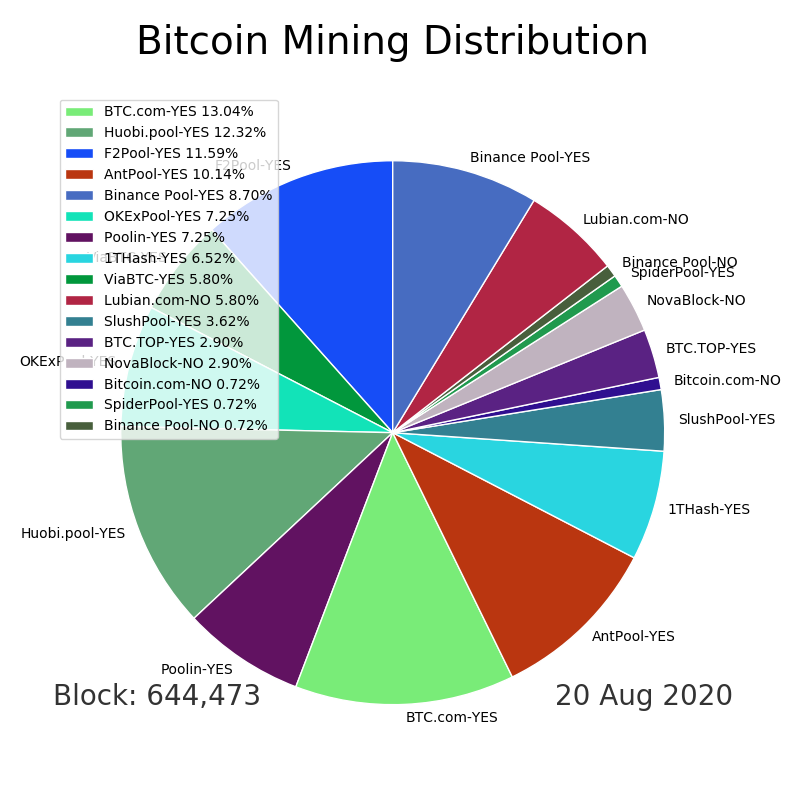 Bitcoin Mining Distribution
BTC.com-YES 13.04%
Huobi.pool-YES 12.32%
F2Pool-YES 11.59%
AntPool-YES 10.14%
Binance Pool-YES 8.70%
OKExPool-YES 7.25%
Poolin-YES 7.25%
1THash-YES 6.52%
ViaBTC-YES 5.80%
Lubian.com-NO 5.80%
SlushPool-YES 3.62%
BTC.TOP-YES 2.90%
NovaBlock-NO 2.90%
Bitcoin.com-NO 0.72%
SpiderPool-YES 0.72%
Binance Pool-NO 0.72%
F2Pool-YES
Binance Pool-YES
Lubian.com-NO
Binance Pool-NO
SpiderPool-YES
NovaBlock-NO
BTC.TOP-YES
Bitcoin.com-NO
SlushPool-YES
1THash-YES
AntPool-YES
BTC.com-YES
Poolin-YES
Huobi.pool-YES
OKExPool-YES
Block: 644,473
20 Aug 2020